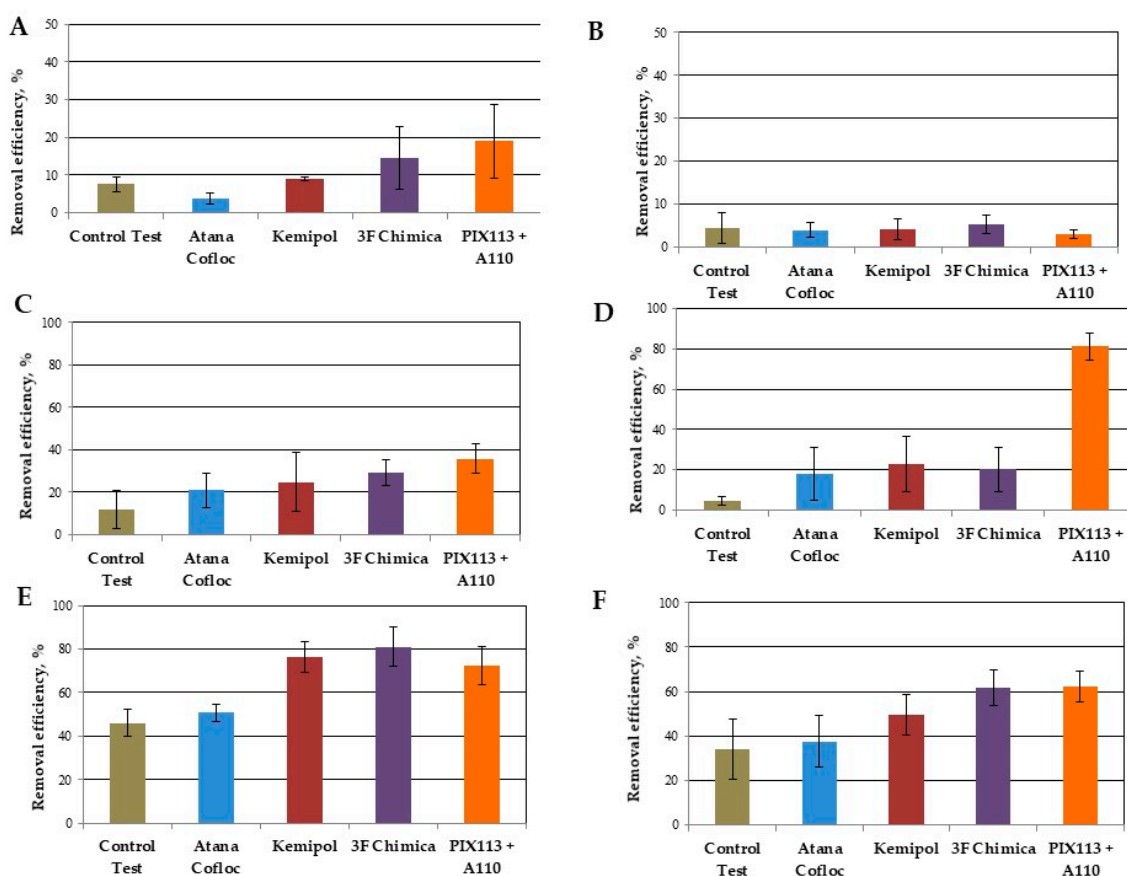 A
Removal efficiency, %
50
40
30
20
10
0
Control Test
Atana
Cofloc
Kemipol
3F Chimica
PIX113 +
A110
B
Removal efficiency, %
50
40
30
20
10
0
Control
Test
Atana
Cofloc
Kemipol
3F Chimica
PIX113 +
A110
C
Removal efficiency, %
100
80
60
40
20
0
Control
Test
Atana
Cofloc
Kemipol
3F Chimica
PIX113 +
A110
D
Removal efficiency, %
100
80
60
40
20
0
Control
Test
Atana
Cofloc
Kemipol
3F Chimica
PIX113 +
A110
E
Removal efficiency, %
100
80
60
40
20
0
Control
Test
Atana
Cofloc
Kemipol
3F Chimica
PIX113 +
A110
F
Removal efficiency, %
100
80
60
40
20
0
Control
Test
Atana
Cofloc
Kemipol
3F Chimica
PIX113 +
A110